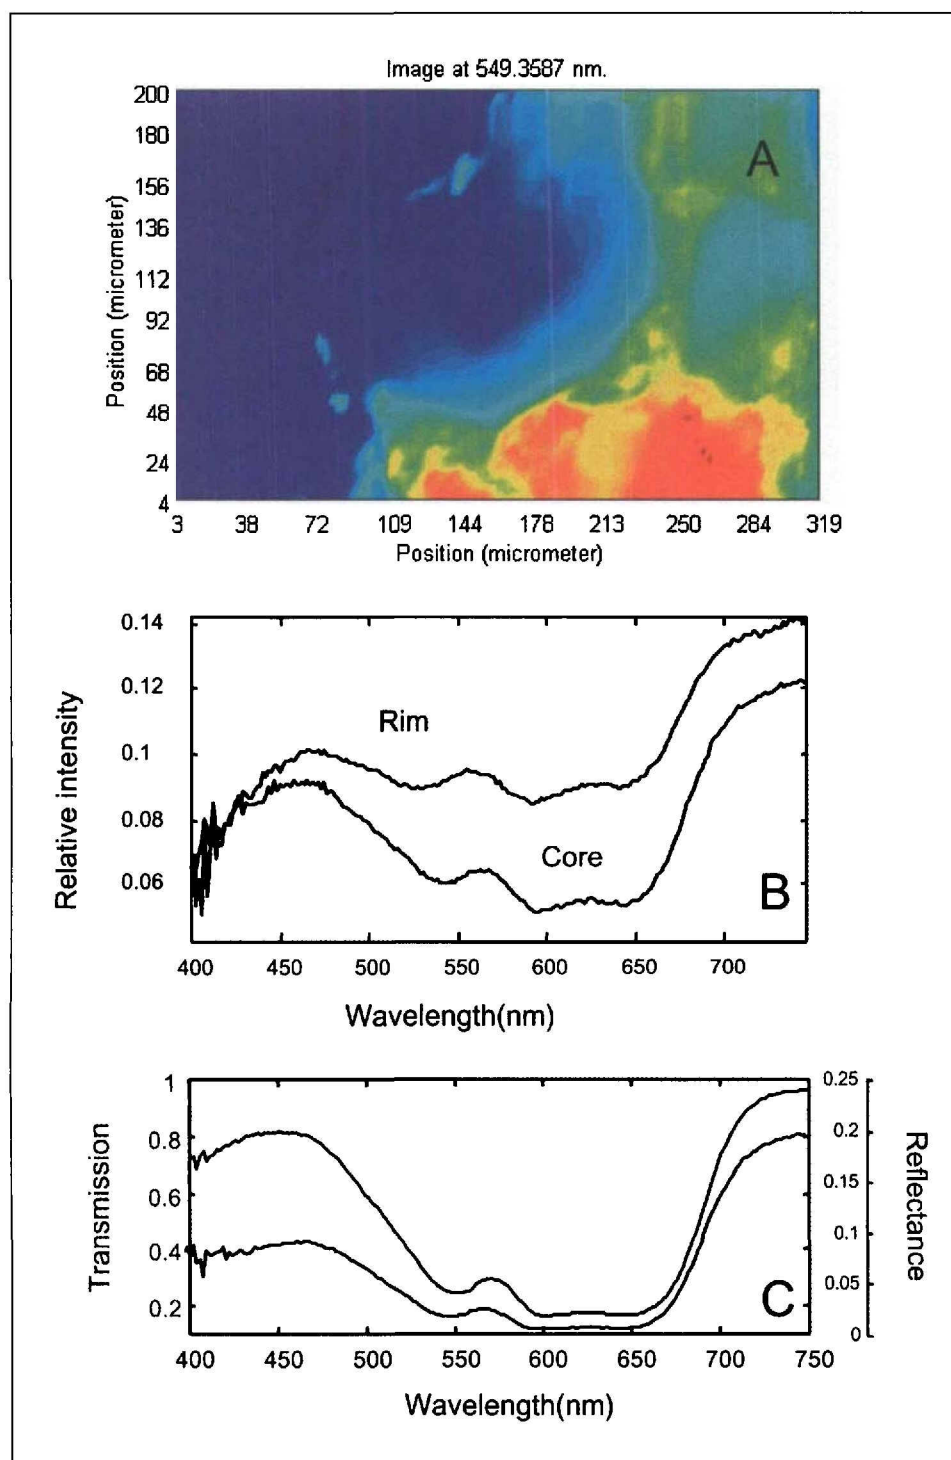 Image at 549.3587 nm.
A
Position (micrometer)
200
180
156
136
112
92
68
48
24
4
3 38 72 109 144 178 213 250 284 319
Position (micrometer)
Relative intensity
0.14
0.12
0.1
0.08
0.06
Rim
Core
B
400 450 500 550 600 650 700
Wavelength(nm)
Transmission
1
0.8
0.6
0.4
0.2
C
0.25
0.2
0.1
0.05
0
Reflectance
400 450 500 550 600 650 700 750
Wavelength(nm)